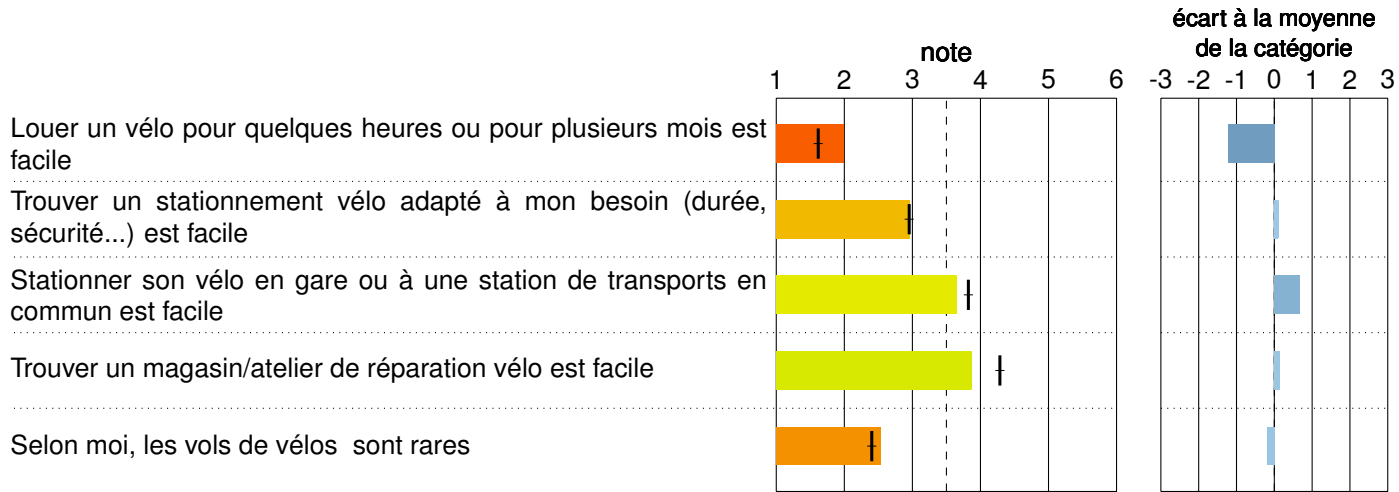 écart à la moyenne
de la catégorie
note
1 2 3 4 5 6
-3 -2 -1 0 1 2 3
Louer un vélo pour quelques heures ou pour plusieurs mois est
facile
Trouver un stationnement vélo adapté à mon besoin (durée,
sécurité...) est facile
Stationner son vélo en gare ou à une station de transports en
commun est facile
Trouver un magasin/atelier de réparation vélo est facile
Selon moi, les vols de vélos sont rares